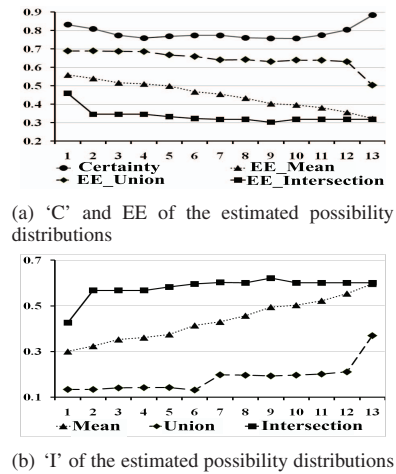 0.9
0.8
0.7
0.6
0.5
0.4
0.3
0.2
1 2 3 4 5 6 7 8 9 10 11 12 13
Certainty EE_Mean
EE_Union EE_Intersection
(a) ‘C’ and EE of the estimated possibility
distributions
0.7
0.5
0.3
0.1
1 2 3 4 5 6 7 8 9 10 11 12 13
Mean Union Intersection
(b) ‘I’ of the estimated possibility distributions